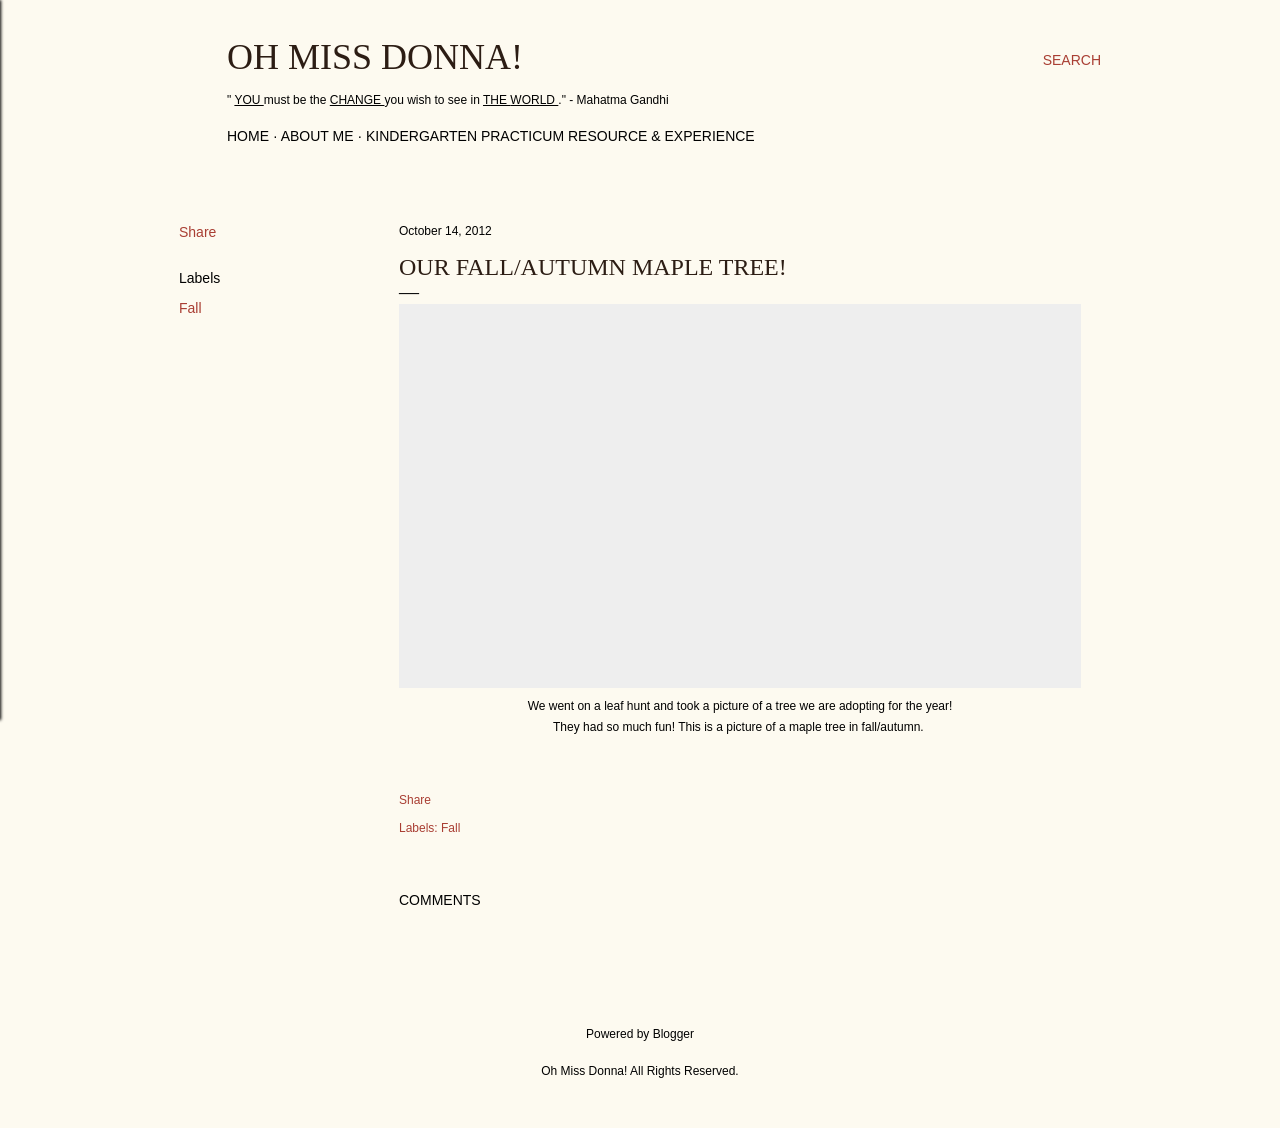 OH MISS DONNA!
SEARCH
" YOU must be the CHANGE you wish to see in THE WORLD ." - Mahatma Gandhi
HOME · ABOUT ME · KINDERGARTEN PRACTICUM RESOURCE & EXPERIENCE
Share
Labels
Fall
October 14, 2012
OUR FALL/AUTUMN MAPLE TREE!
We went on a leaf hunt and took a picture of a tree we are adopting for the year!
They had so much fun! This is a picture of a maple tree in fall/autumn.
Share
Labels: Fall
COMMENTS
Powered by Blogger
Oh Miss Donna! All Rights Reserved.